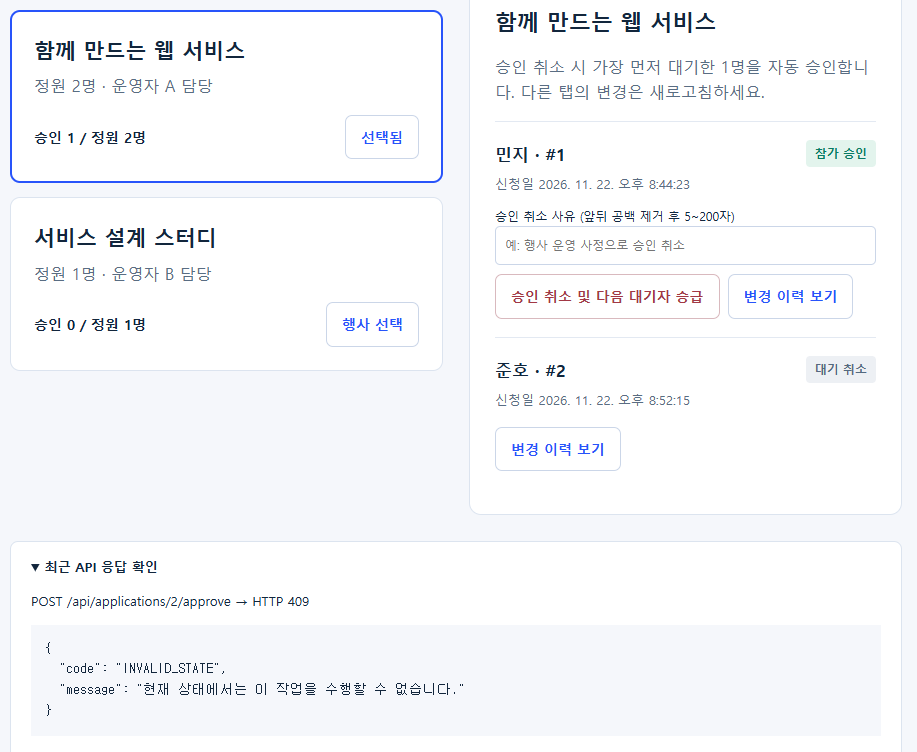 함께 만드는 웹 서비스
정원 2명 · 운영자 A 담당
승인 1 / 정원 2명
선택됨
서비스 설계 스터디
정원 1명 · 운영자 B 담당
승인 0 / 정원 1명
행사 선택
함께 만드는 웹 서비스
승인 취소 시 가장 먼저 대기한 1명을 자동 승인합니
다. 다른 탭의 변경은 새로고침하세요.
민지 · #1
참가 승인
신청일 2026. 11. 22. 오후 8:44:23
승인 취소 사유 (앞뒤 공백 제거 후 5~200자)
예: 행사 운영 사정으로 승인 취소
승인 취소 및 다음 대기자 승급
변경 이력 보기
준호 · #2
대기 취소
신청일 2026. 11. 22. 오후 8:52:15
변경 이력 보기
▼ 최근 API 응답 확인
POST /api/applications/2/approve → HTTP 409
{
"code": "INVALID_STATE",
"message": "현재 상태에서는 이 작업을 수행할 수 없습니다."
}